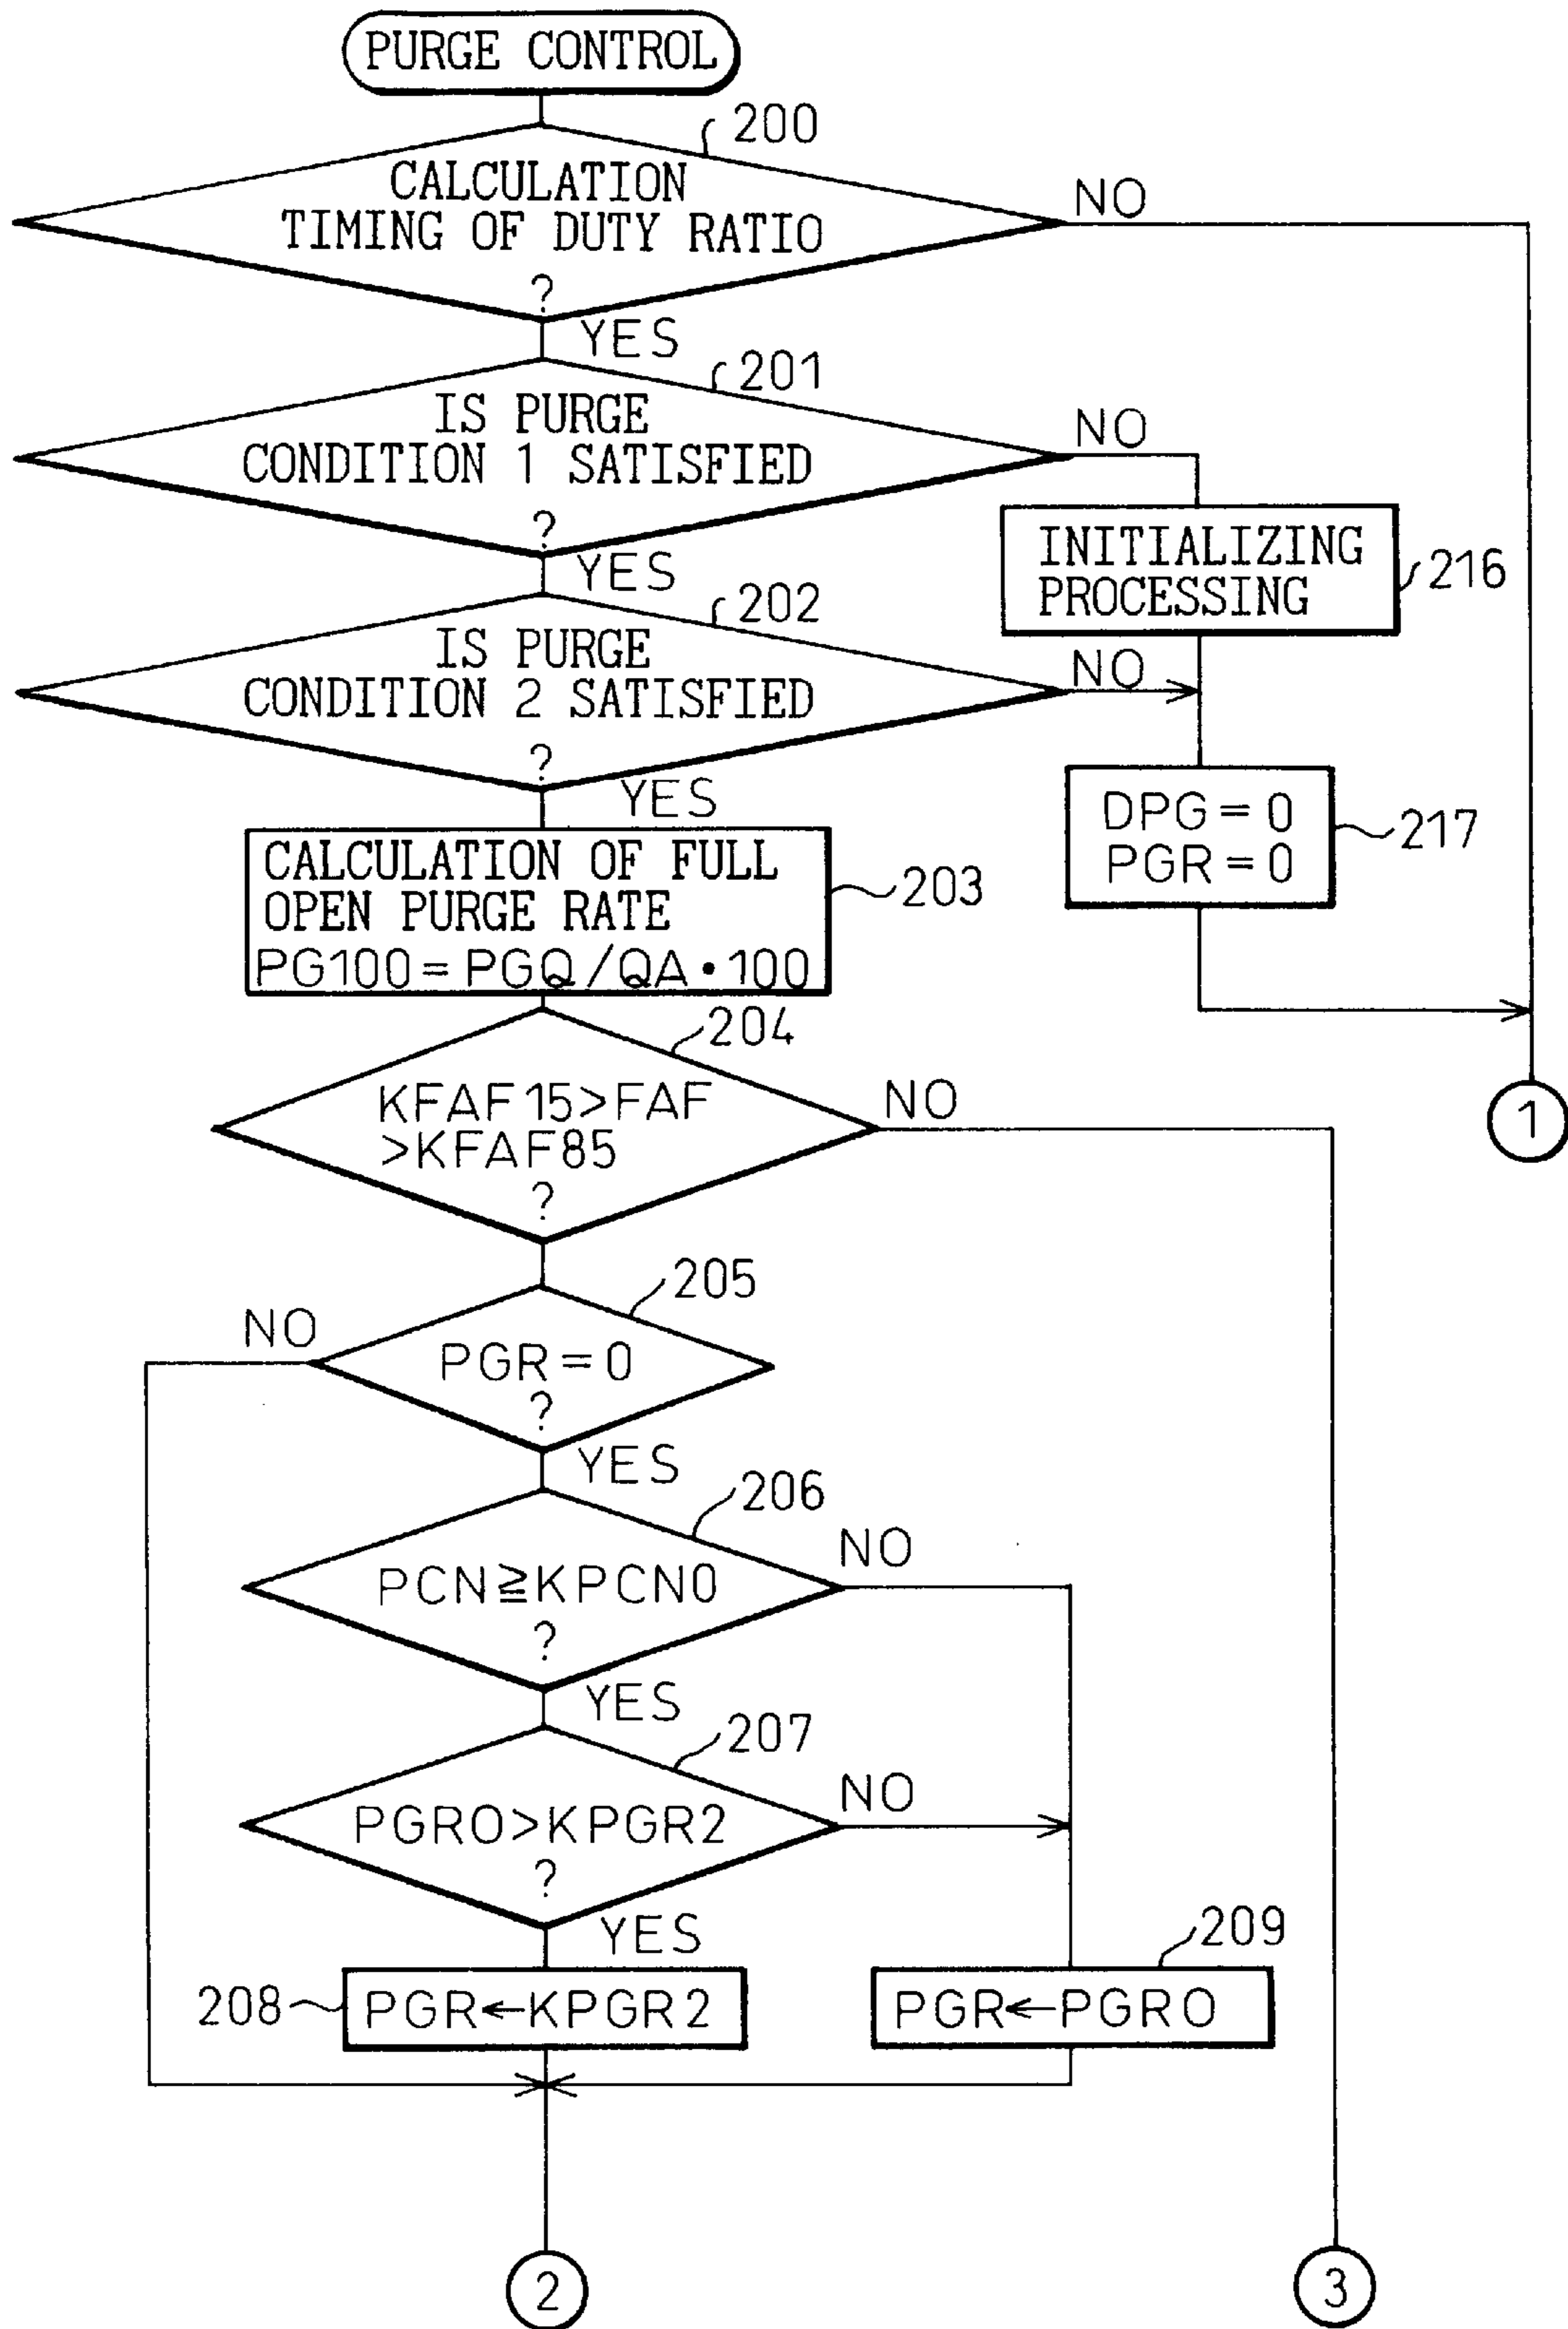 PURGE CONTROL
200
CALCULATION
TIMING OF DUTY RATIO
?
NO
YES
201
IS PURGE
CONDITION 1 SATISFIED
?
NO
YES
INITIALIZING
PROCESSING
216
202
IS PURGE
CONDITION 2 SATISFIED
?
NO
YES
DPG=0
PGR=0
217
CALCULATION OF FULL
OPEN PURGE RATE
PG100=PGQ/QA•100
203
204
KFAF15>FAF
>KFAF85
?
NO
1
205
NO
PGR=0
?
YES
206
PCN≧KPCN0
?
NO
YES
207
PGRO>KPGR2
?
NO
YES
208
PGR←KPGR2
209
PGR←PGRO
2
3